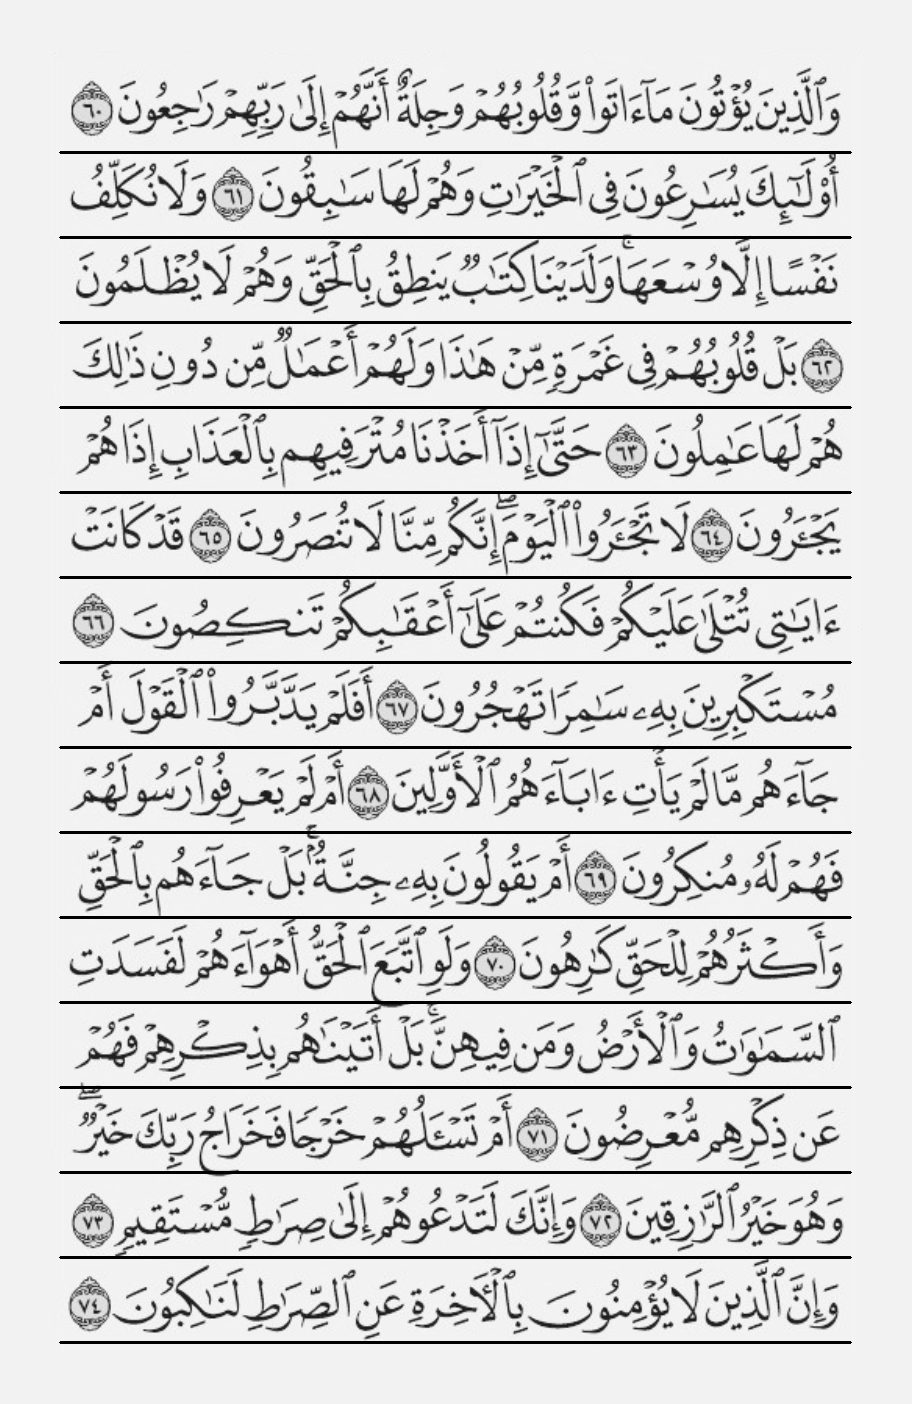 وَٱلَّذِينَ يُؤْتُونَ مَآ ءَاتَوا۟ وَّقُلُوبُهُمْ وَجِلَةٌ أَنَّهُمْ إِلَىٰ رَبِّهِمْ رَٰجِعُونَ ٦٠
أُو۟لَـٰٓئِكَ يُسَـٰرِعُونَ فِى ٱلْخَيْرَٰتِ وَهُمْ لَهَا سَـٰبِقُونَ ٦١ وَلَا نُكَلِّفُ
نَفْسًا إِلَّا وُسْعَهَا ۚ وَلَدَيْنَا كِتَـٰبٌ يَنطِقُ بِٱلْحَقِّ وَهُمْ لَا يُظْلَمُونَ
٦٢ بَلْ قُلُوبُهُمْ فِى غَمْرَةٍ مِّنْ هَـٰذَا وَلَهُمْ أَعْمَـٰلٌ مِّن دُونِ ذَٰلِكَ
هُمْ لَهَا عَـٰمِلُونَ ٦٣ حَتَّىٰٓ إِذَآ أَخَذْنَا مُتْرَفِيهِم بِٱلْعَذَابِ إِذَا هُمْ
يَجْـَٔرُونَ ٦٤ لَا تَجْـَٔرُوا۟ ٱلْيَوْمَ ۖ إِنَّكُم مِّنَّا لَا تُنصَرُونَ ٦٥ قَدْ كَانَتْ
ءَايَـٰتِى تُتْلَىٰ عَلَيْكُمْ فَكُنتُمْ عَلَىٰٓ أَعْقَـٰبِكُمْ تَنكِصُونَ ٦٦
مُسْتَكْبِرِينَ بِهِۦ سَـٰمِرًا تَهْجُرُونَ ٦٧ أَفَلَمْ يَدَّبَّرُوا۟ ٱلْقَوْلَ أَمْ
جَآءَهُم مَّا لَمْ يَأْتِ ءَابَآءَهُمُ ٱلْأَوَّلِينَ ٦٨ أَمْ لَمْ يَعْرِفُوا۟ رَسُولَهُمْ
فَهُمْ لَهُۥ مُنكِرُونَ ٦٩ أَمْ يَقُولُونَ بِهِۦ جِنَّةٌۢ ۚ بَلْ جَآءَهُم بِٱلْحَقِّ
وَأَكْثَرُهُمْ لِلْحَقِّ كَـٰرِهُونَ ٧٠ وَلَوِ ٱتَّبَعَ ٱلْحَقُّ أَهْوَآءَهُمْ لَفَسَدَتِ
ٱلسَّمَـٰوَٰتُ وَٱلْأَرْضُ وَمَن فِيهِنَّ ۚ بَلْ أَتَيْنَـٰهُم بِذِكْرِهِمْ فَهُمْ
عَن ذِكْرِهِم مُّعْرِضُونَ ٧١ أَمْ تَسْـَٔلُهُمْ خَرْجًا فَخَرَاجُ رَبِّكَ خَيْرٌ ۖ
وَهُوَ خَيْرُ ٱلرَّٰزِقِينَ ٧٢ وَإِنَّكَ لَتَدْعُوهُمْ إِلَىٰ صِرَٰطٍ مُّسْتَقِيمٍ ٧٣
وَإِنَّ ٱلَّذِينَ لَا يُؤْمِنُونَ بِٱلْـَٔاخِرَةِ عَنِ ٱلصِّرَٰطِ لَنَـٰكِبُونَ ٧٤